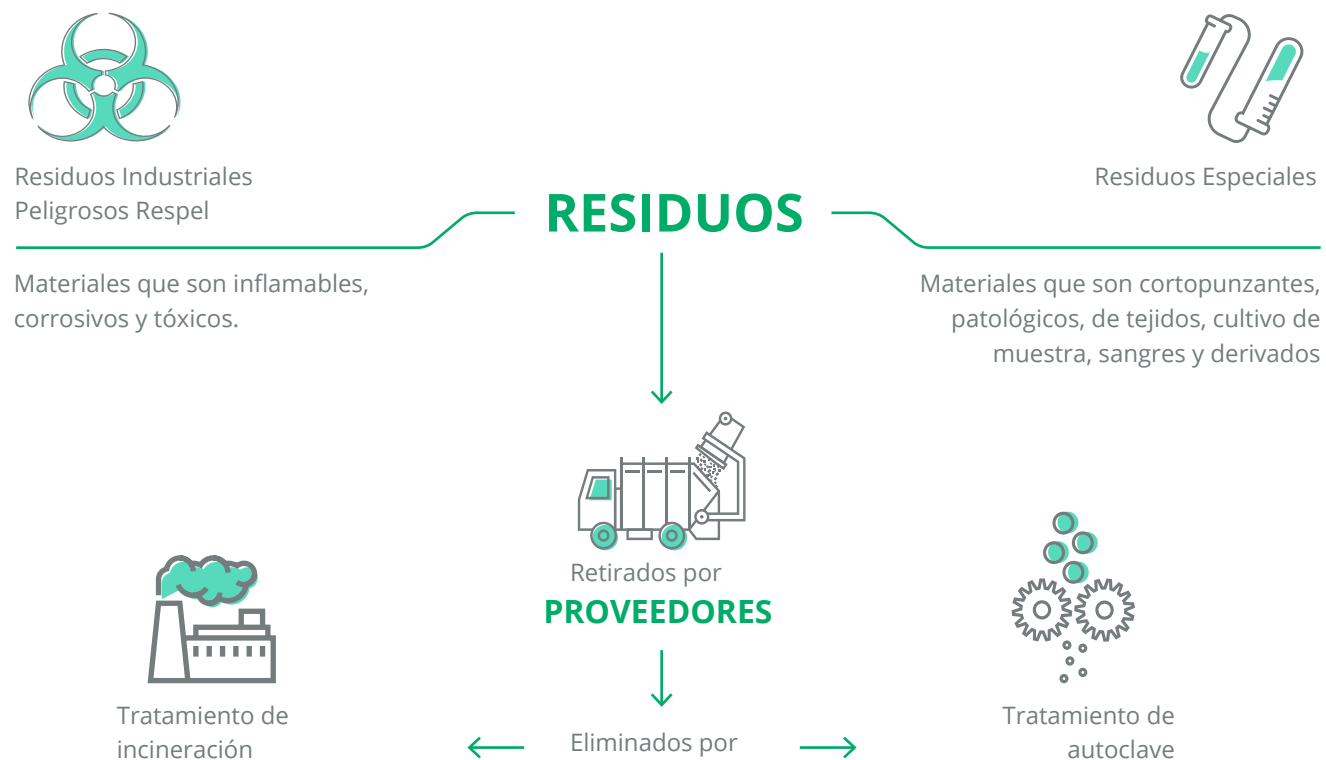 Residuos Industriales
Peligrosos Respel
Materiales que son inflamables,
corrosivos y tóxicos.
RESIDUOS
Residuos Especiales
Materiales que son cortopunzantes,
patológicos, de tejidos, cultivo de
muestra, sangres y derivados
Retirados por
PROVEEDORES
Eliminados por
Tratamiento de
incineración
Tratamiento de
autoclave